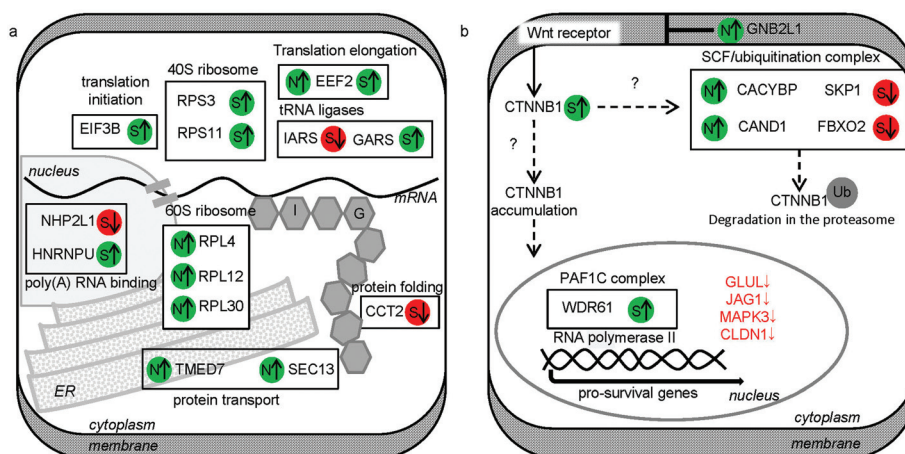 a
translation
initiation
EIF3B S↑
40S ribosome
RPS3 S↑
RPS11 S↑
Translation elongation
N↑ EEF2 S↑
tRNA ligases
IARS S↓ GARS S↑
nucleus
mRNA
NHP2L1 S↓
HNRNPU S↑
poly(A) RNA binding
60S ribosome
N↑ RPL4
N↑ RPL12
N↑ RPL30
I G
protein folding
CCT2 S↓
ER
N↑ TMED7 N↑ SEC13
protein transport
cytoplasm
membrane
b
Wnt receptor
N↑ GNB2L1
SCF/ubiquitination complex
N↑ CACYBP SKP1 S↓
N↑ CAND1 FBXO2 S↓
CTNNB1 S↑
?
?
CTNNB1
accumulation
CTNNB1 Ub
Degradation in the proteasome
PAF1C complex
WDR61 S↑
RNA polymerase II
GLUL↓
JAG1↓
MAPK3↓
CLDN1↓
pro-survival genes
nucleus
cytoplasm
membrane